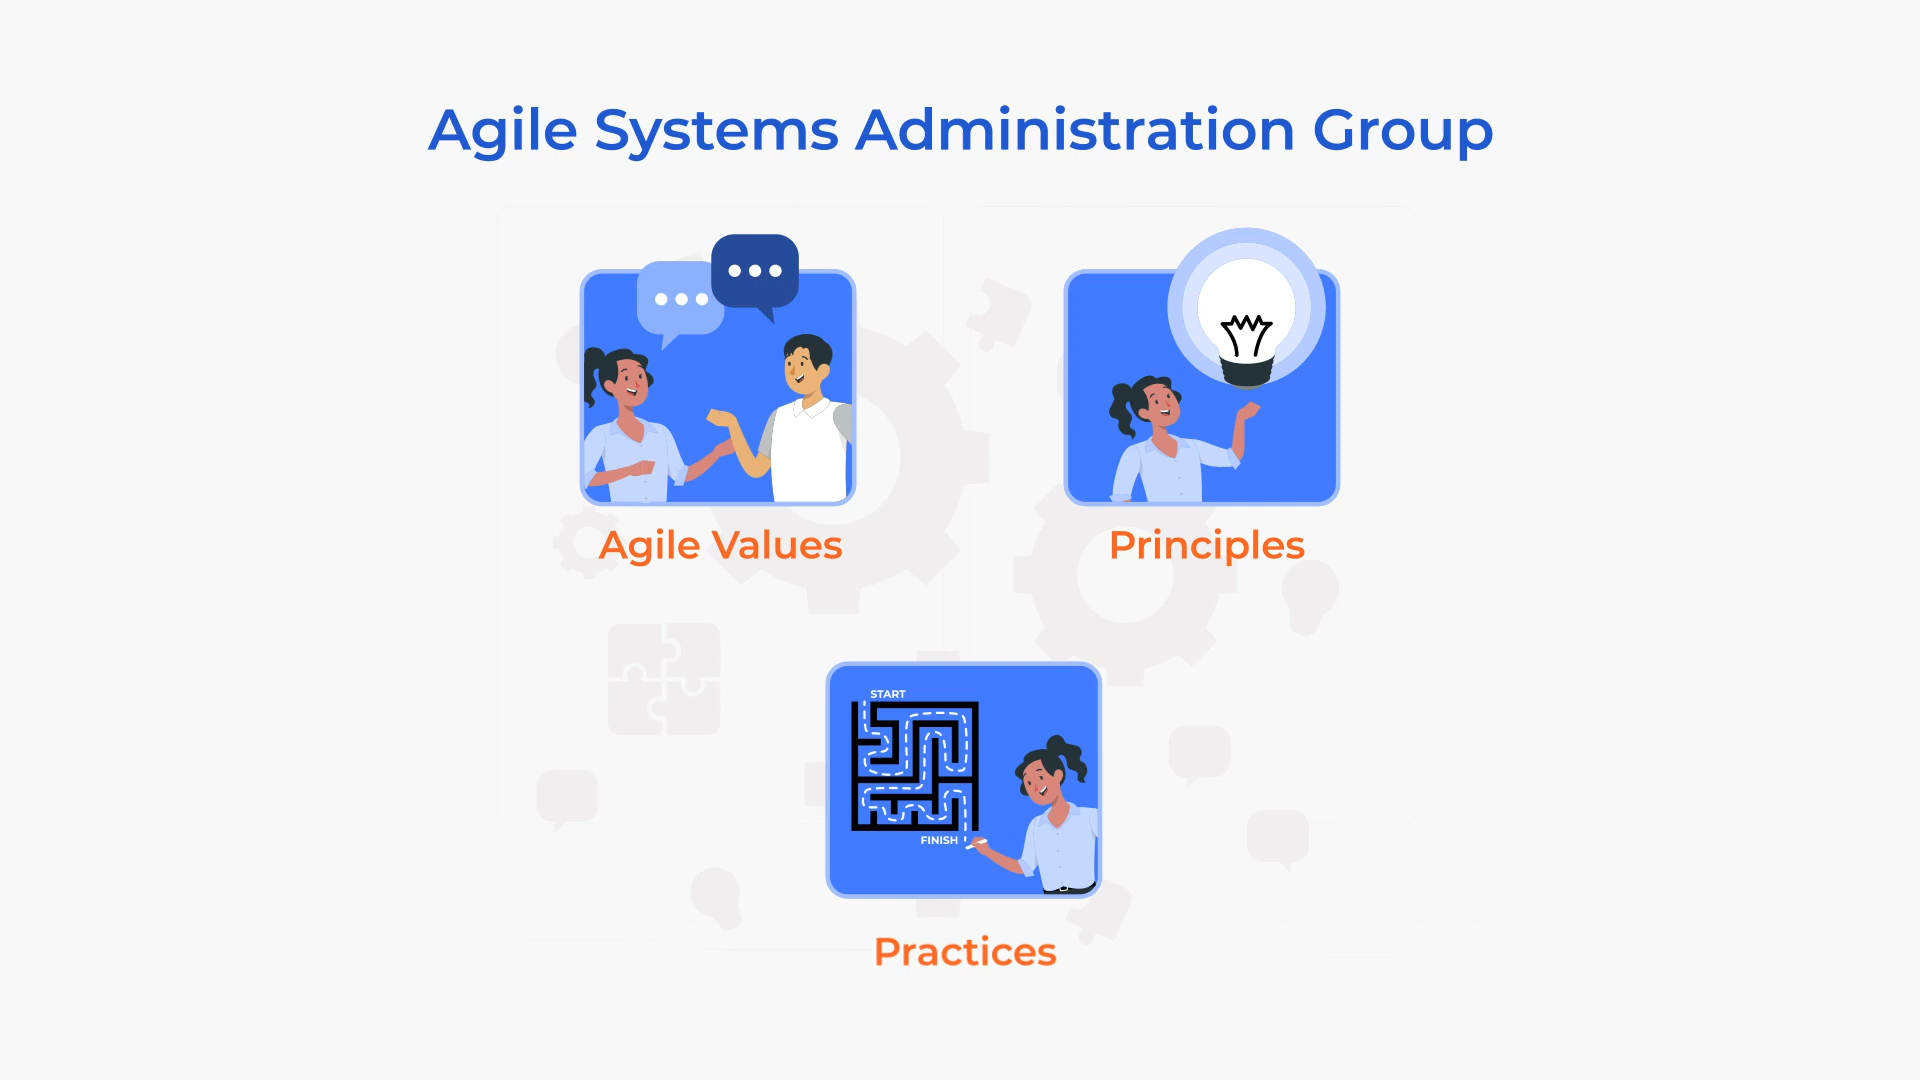 Agile Systems Administration Group
Agile Values
Principles
START
FINISH
Practices